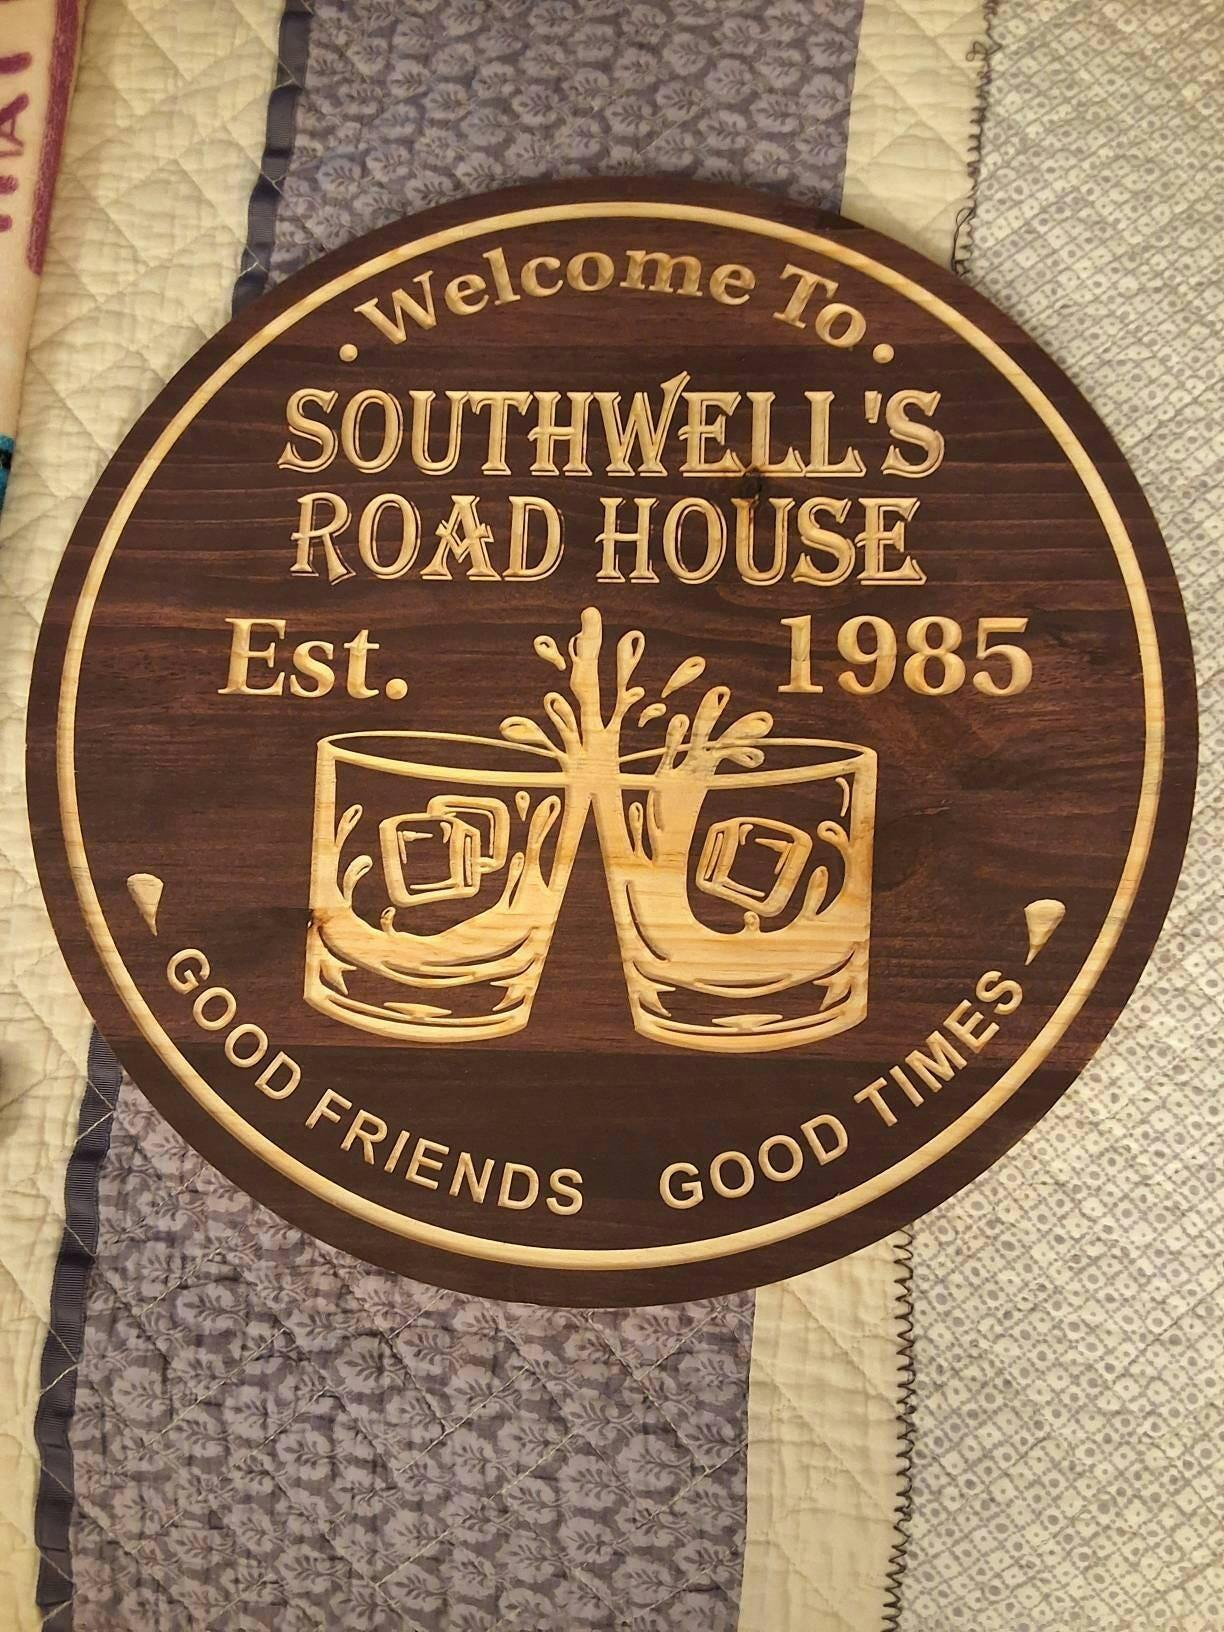 • Welcome To •
SOUTHWELL'S
ROAD HOUSE
Est. 1985
GOOD FRIENDS GOOD TIMES